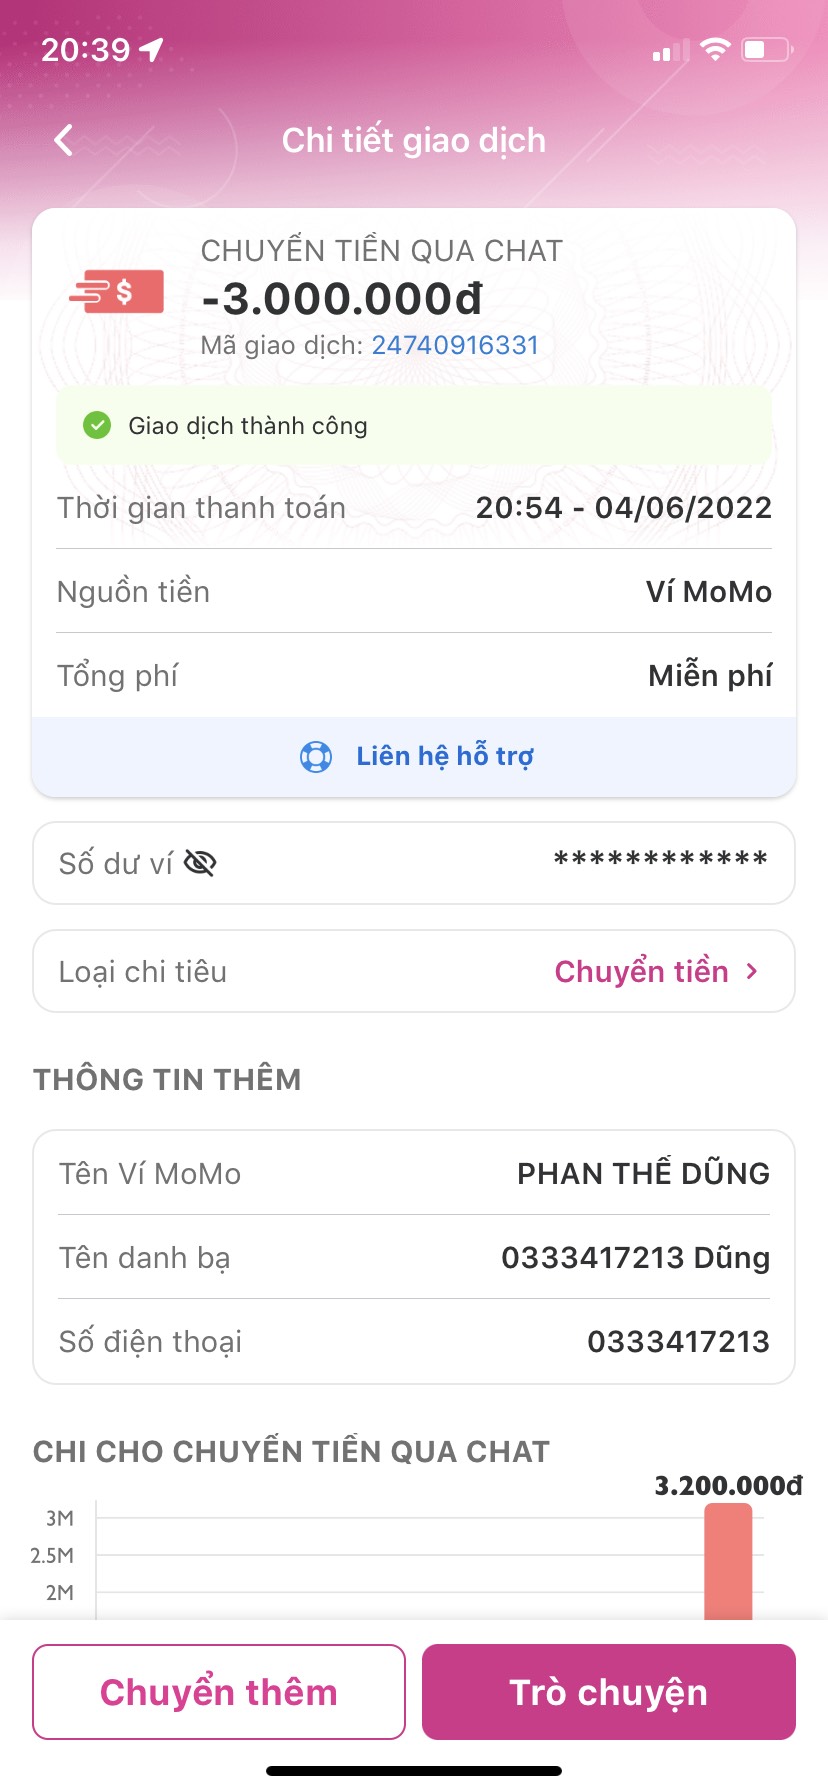 20:39
Chi tiết giao dịch
CHUYỂN TIỀN QUA CHAT
-3.000.000đ
Mã giao dịch: 24740916331
Giao dịch thành công
Thời gian thanh toán 20:54 - 04/06/2022
Nguồn tiền Ví MoMo
Tổng phí Miễn phí
Liên hệ hỗ trợ
Số dư ví ************
Loại chi tiêu Chuyển tiền
THÔNG TIN THÊM
Tên Ví MoMo PHAN THẾ DŨNG
Tên danh bạ 0333417213 Dũng
Số điện thoại 0333417213
CHI CHO CHUYỂN TIỀN QUA CHAT
3.200.000đ
3M
2.5M
2M
Chuyển thêm Trò chuyện